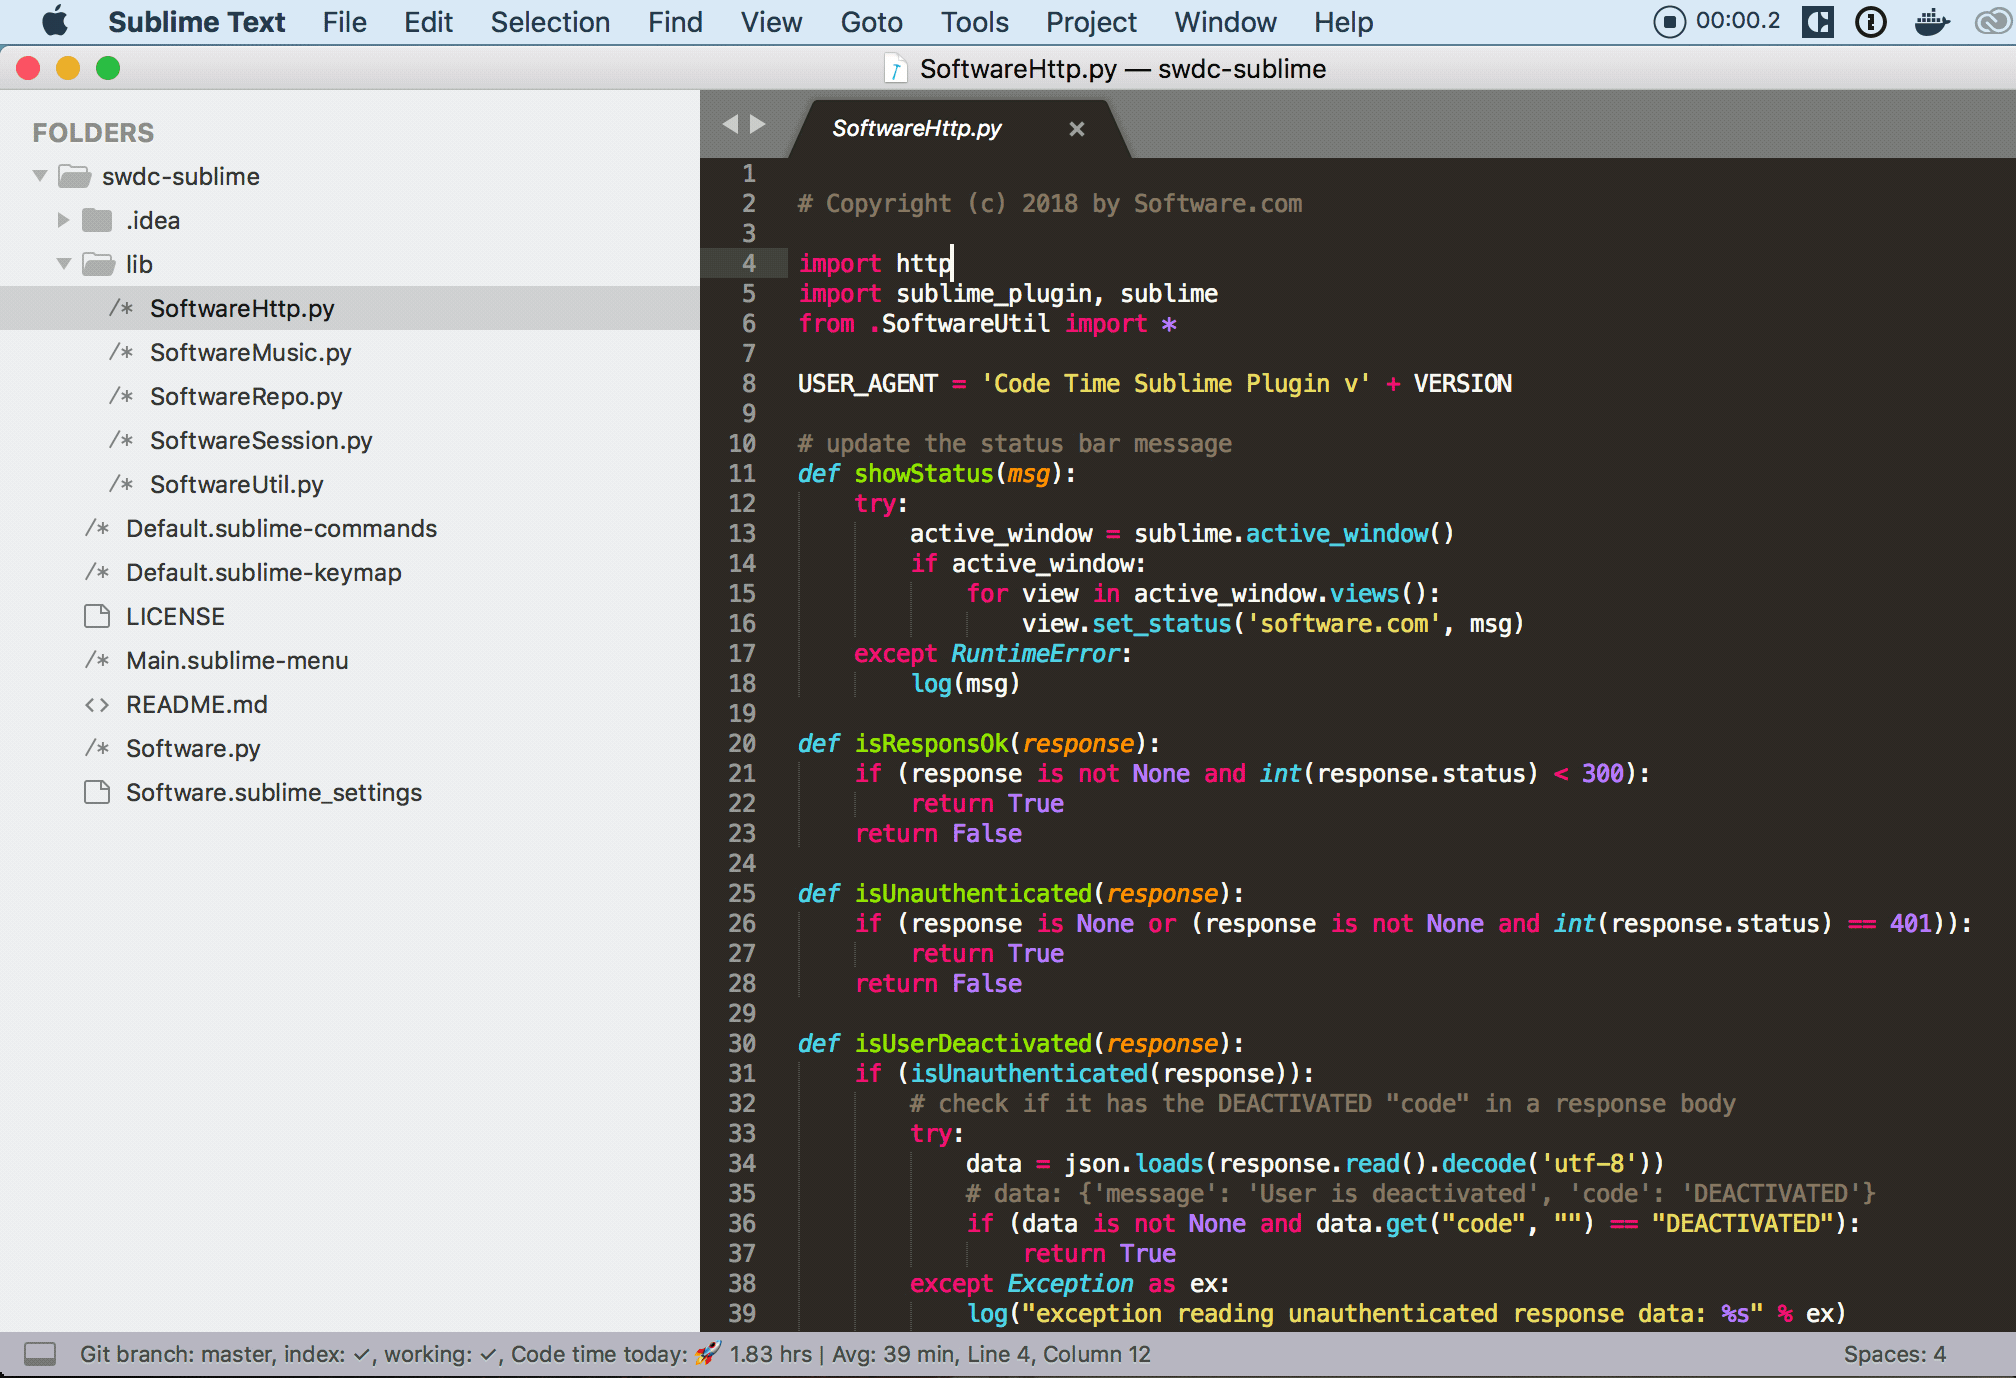 Sublime Text File Edit Selection Find View Goto Tools Project Window Help 00:00.2
SoftwareHttp.py — swdc-sublime
FOLDERS
swdc-sublime
.idea
lib
/* SoftwareHttp.py
/* SoftwareMusic.py
/* SoftwareRepo.py
/* SoftwareSession.py
/* SoftwareUtil.py
/* Default.sublime-commands
/* Default.sublime-keymap
LICENSE
/* Main.sublime-menu
<> README.md
/* Software.py
Software.sublime_settings
SoftwareHttp.py ×
1
2 # Copyright (c) 2018 by Software.com
3
4 import http
5 import sublime_plugin, sublime
6 from .SoftwareUtil import *
7
8 USER_AGENT = 'Code Time Sublime Plugin v' + VERSION
9
10 # update the status bar message
11 def showStatus(msg):
12     try:
13         active_window = sublime.active_window()
14         if active_window:
15             for view in active_window.views():
16                 view.set_status('software.com', msg)
17     except RuntimeError:
18         log(msg)
19
20 def isResponsOk(response):
21     if (response is not None and int(response.status) < 300):
22         return True
23     return False
24
25 def isUnauthenticated(response):
26     if (response is None or (response is not None and int(response.status) == 401)):
27         return True
28     return False
29
30 def isUserDeactivated(response):
31     if (isUnauthenticated(response)):
32         # check if it has the DEACTIVATED "code" in a response body
33         try:
34             data = json.loads(response.read().decode('utf-8'))
35             # data: {'message': 'User is deactivated', 'code': 'DEACTIVATED'}
36             if (data is not None and data.get("code", "") == "DEACTIVATED"):
37                 return True
38         except Exception as ex:
39             log("exception reading unauthenticated response data: %s" % ex)
Git branch: master, index: ✓, working: ✓, Code time today: 🚀 1.83 hrs | Avg: 39 min, Line 4, Column 12 Spaces: 4